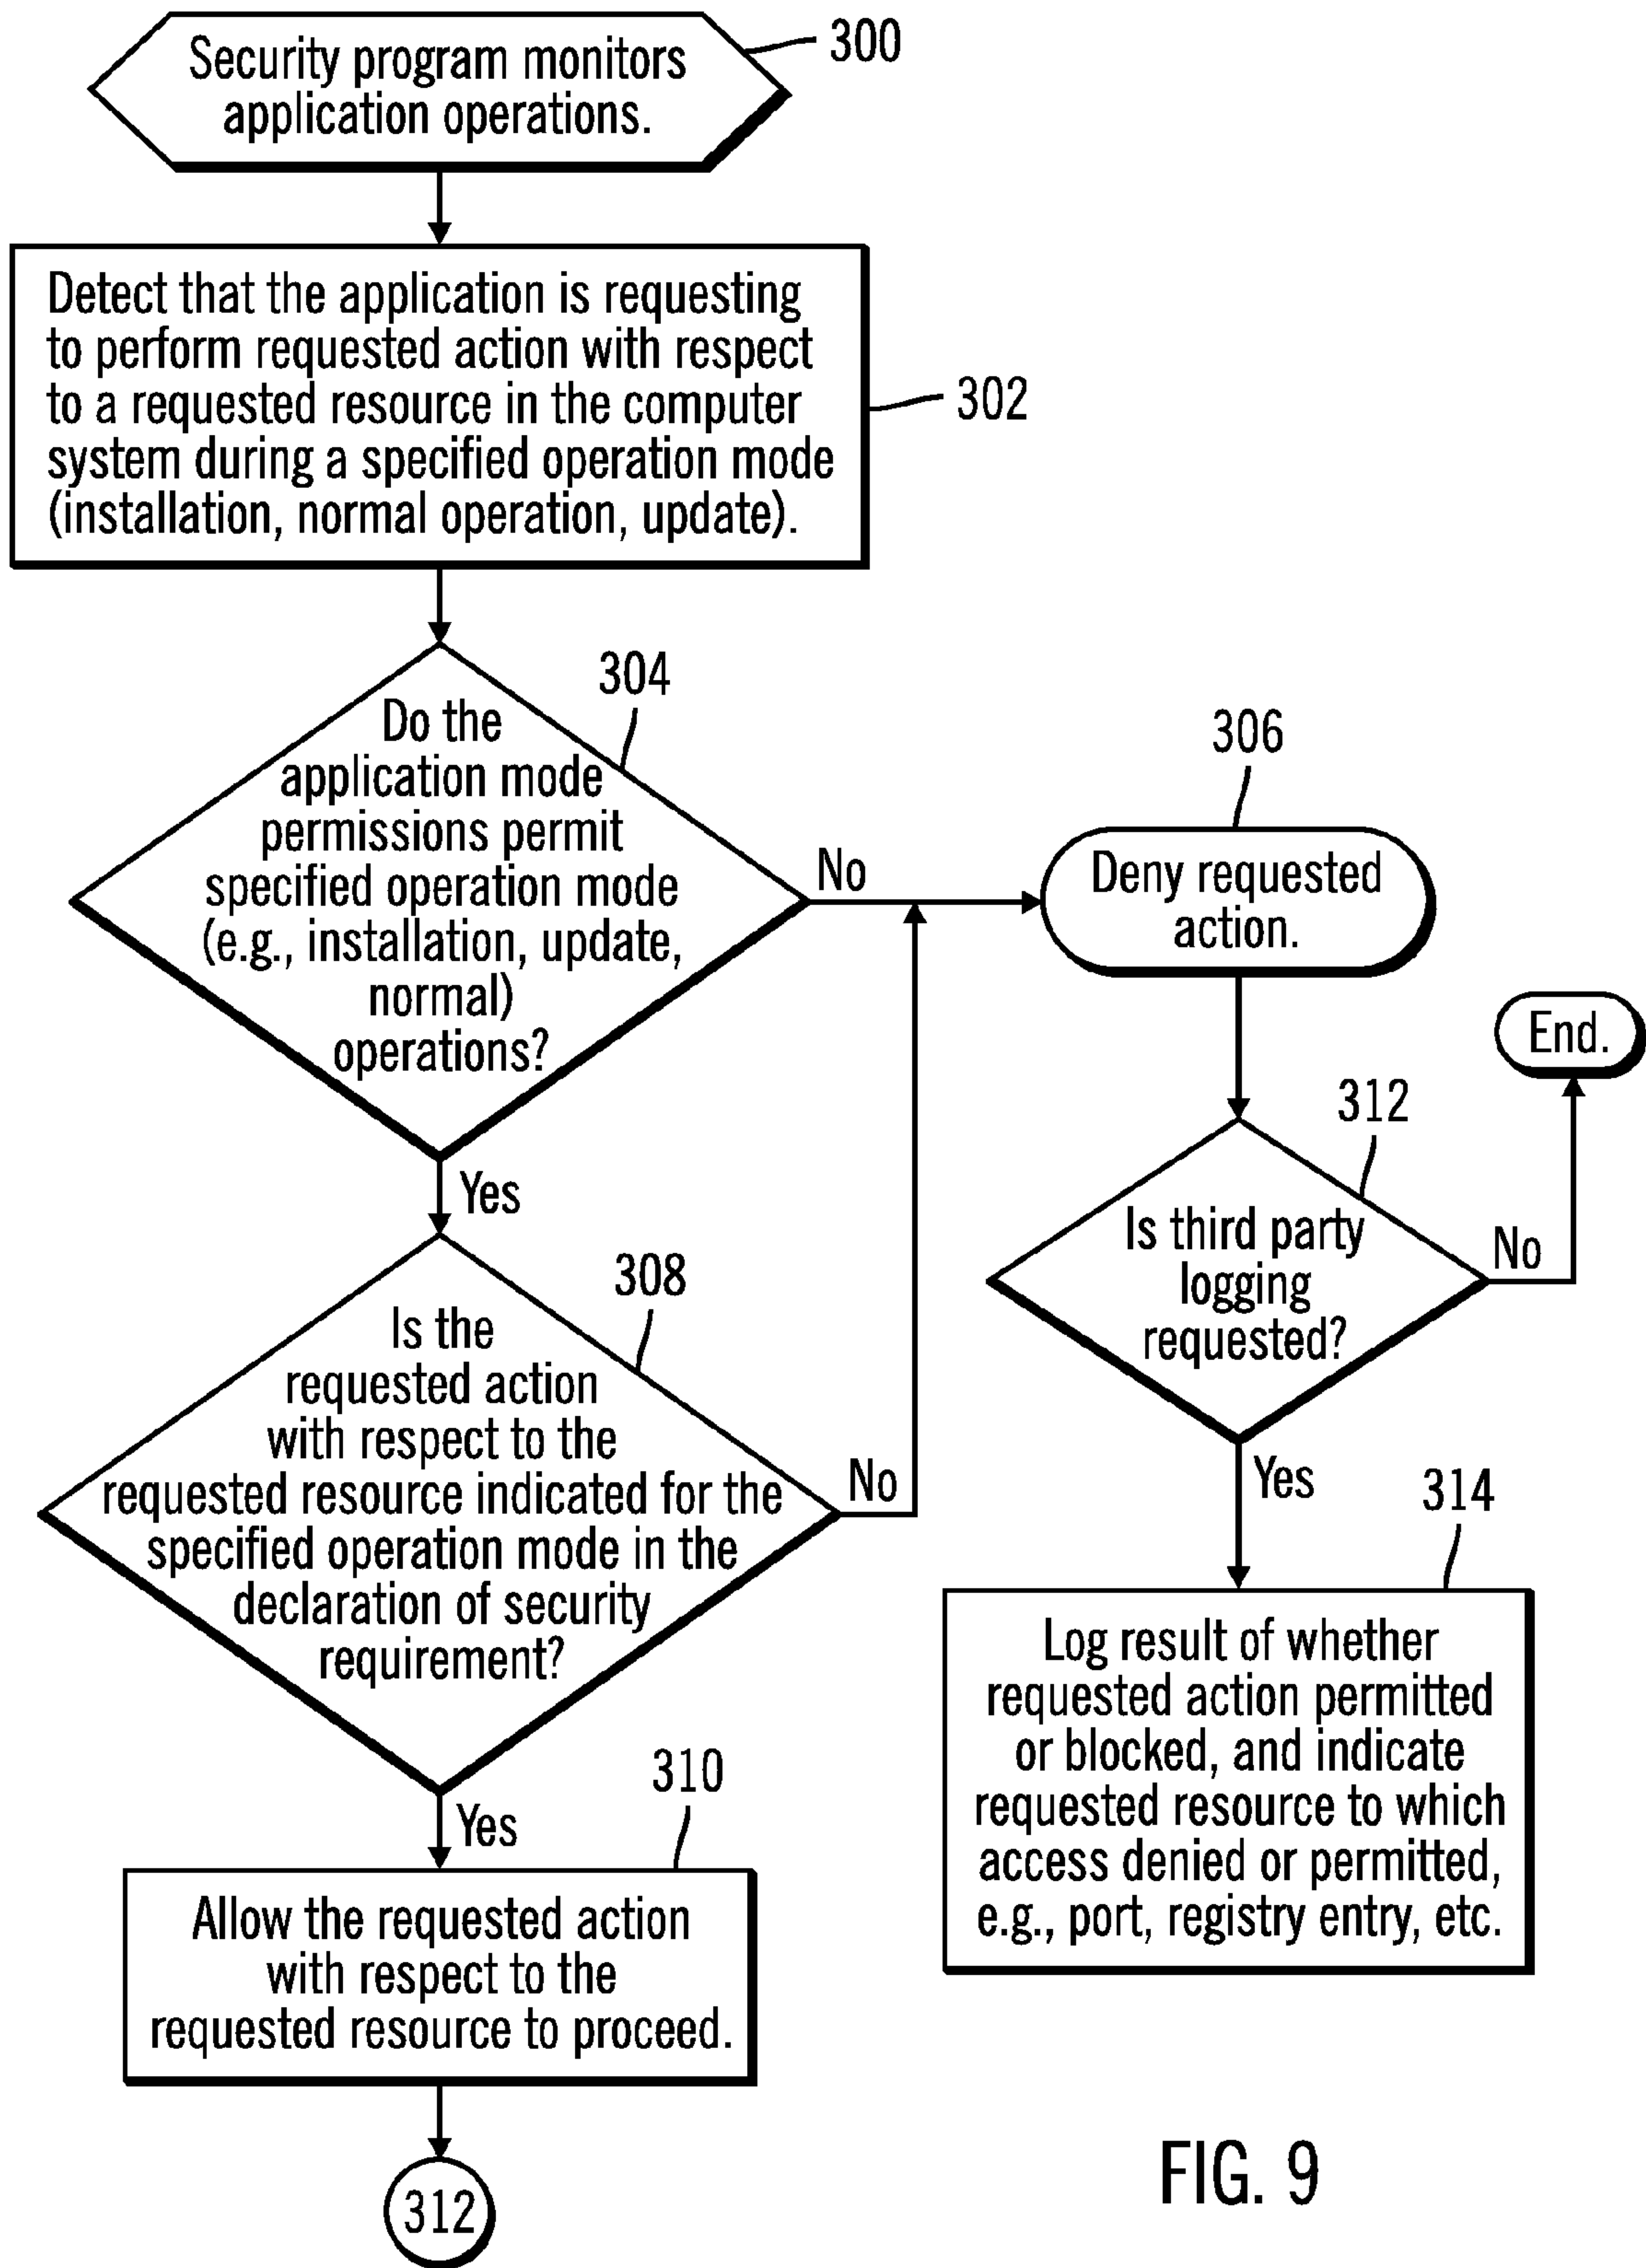 Security program monitors
application operations.
300
Detect that the application is requesting
to perform requested action with respect
to a requested resource in the computer
system during a specified operation mode
(installation, normal operation, update).
302
304
Do the
application mode
permissions permit
specified operation mode
(e.g., installation, update,
normal)
operations?
No
Yes
306
Deny requested
action.
End.
308
Is the
requested action
with respect to the
requested resource indicated for the
specified operation mode in the
declaration of security
requirement?
No
Yes
312
Is third party
logging
requested?
No
Yes
310
Allow the requested action
with respect to the
requested resource to proceed.
312
314
Log result of whether
requested action permitted
or blocked, and indicate
requested resource to which
access denied or permitted,
e.g., port, registry entry, etc.
FIG. 9